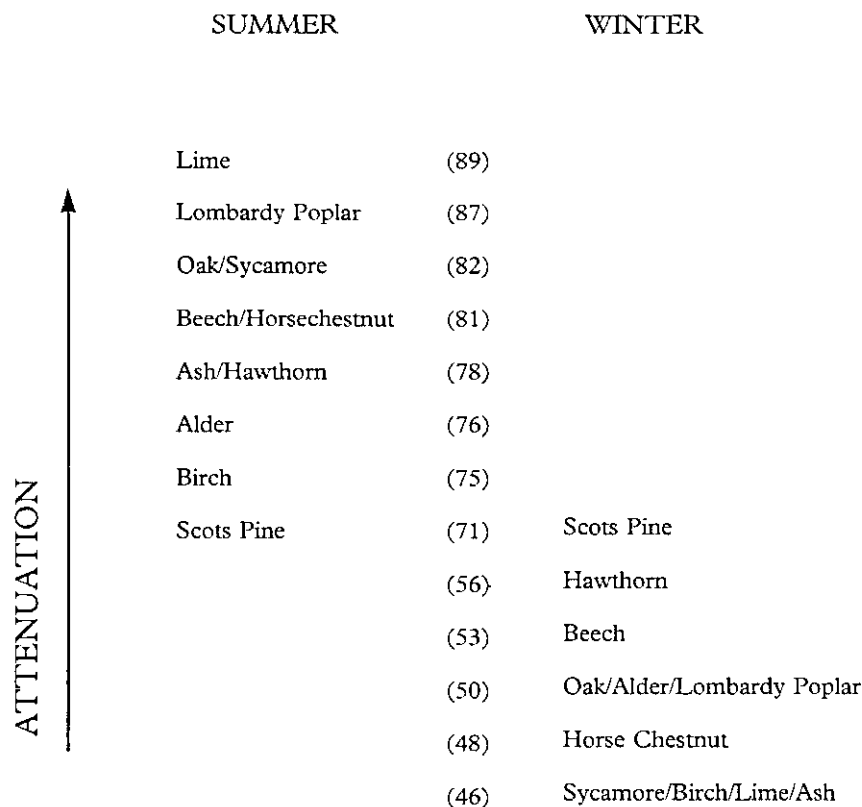 SUMMER WINTER
Lime (89)
Lombardy Poplar (87)
Oak/Sycamore (82)
Beech/Horsechestnut (81)
Ash/Hawthorn (78)
Alder (76)
Birch (75)
Scots Pine (71) Scots Pine
(56) Hawthorn
(53) Beech
(50) Oak/Alder/Lombardy Poplar
(48) Horse Chestnut
(46) Sycamore/Birch/Lime/Ash
ATTENUATION